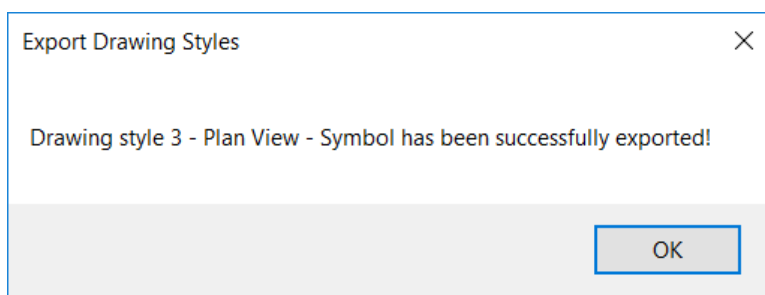 Export Drawing Styles
Drawing style 3 - Plan View - Symbol has been successfully exported!
OK